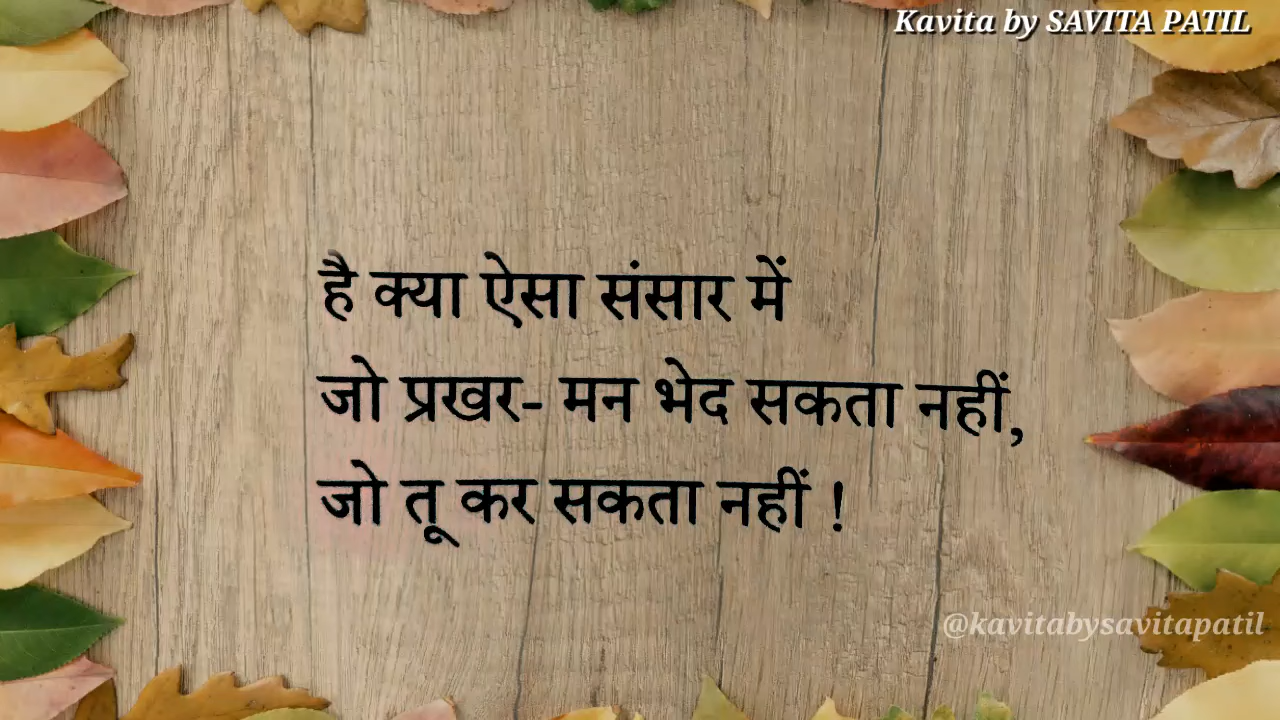 Kavita by SAVITA PATIL
है क्या ऐसा संसार में
जो प्रखर- मन भेद सकता नहीं,
जो तू कर सकता नहीं !
@kavitabysavitapatil